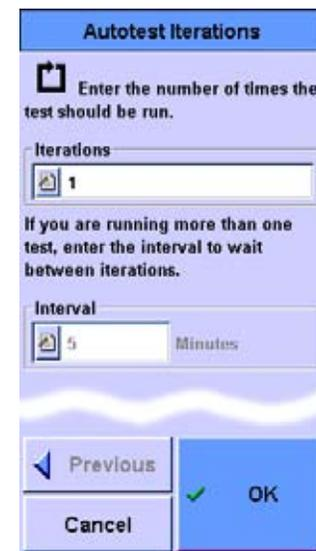 Autotest Iterations
Enter the number of times the
test should be run.
Iterations
1
If you are running more than one
test, enter the interval to wait
between iterations.
Interval
5 Minutes
Previous
OK
Cancel